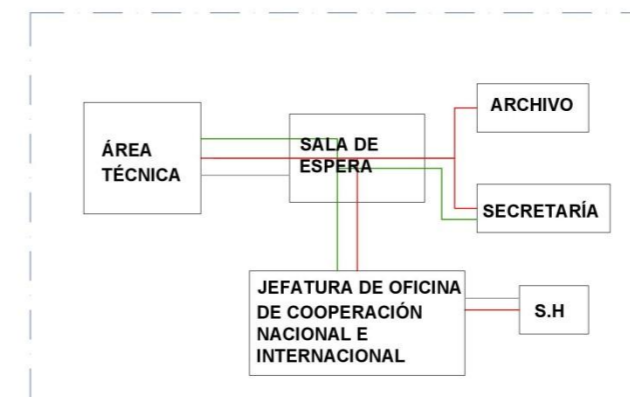 ÁREA
TÉCNICA
SALA DE
ESPERA
ARCHIVO
SECRETARÍA
JEFATURA DE OFICINA
DE COOPERACIÓN
NACIONAL E
INTERNACIONAL
S.H